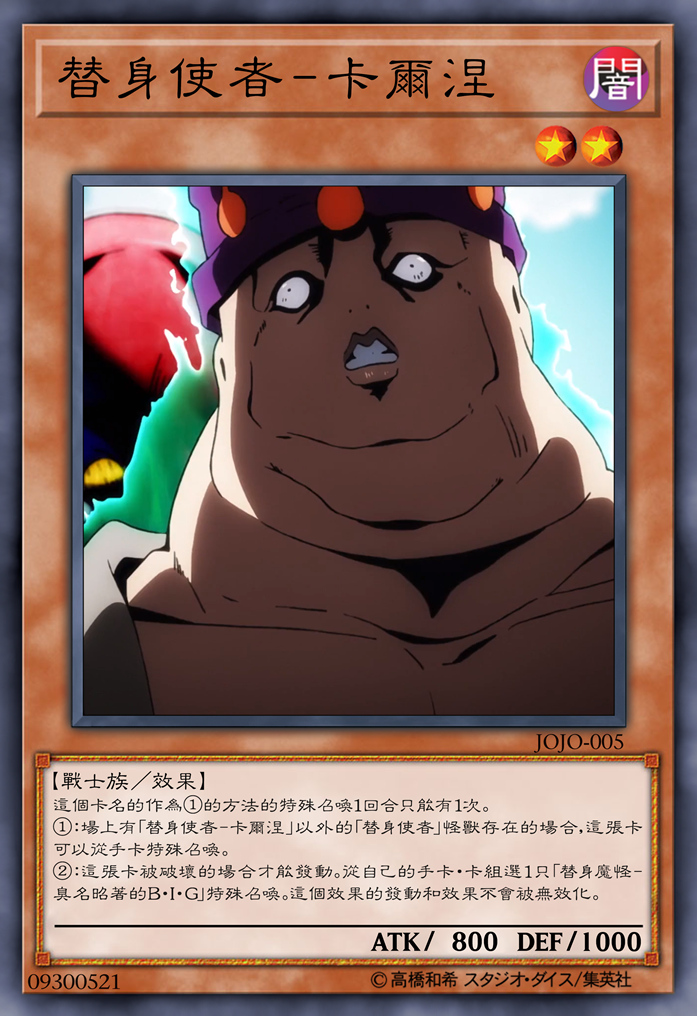 替身使者-卡爾涅
闇
JOJO-005
【戰士族／效果】
這個卡名的作為①的方法的特殊召喚1回合只能有1次。
①:場上有「替身使者-卡爾涅」以外的「替身使者」怪獸存在的場合,這張卡
可以從手卡特殊召喚。
②:這張卡被破壞的場合才能發動。從自己的手卡・卡組選1只「替身魔怪-
臭名昭著的B・I・G」特殊召喚。這個效果的發動和效果不會被無效化。
ATK/ 800 DEF/1000
09300521 ©高橋和希 スタジオ・ダイス/集英社